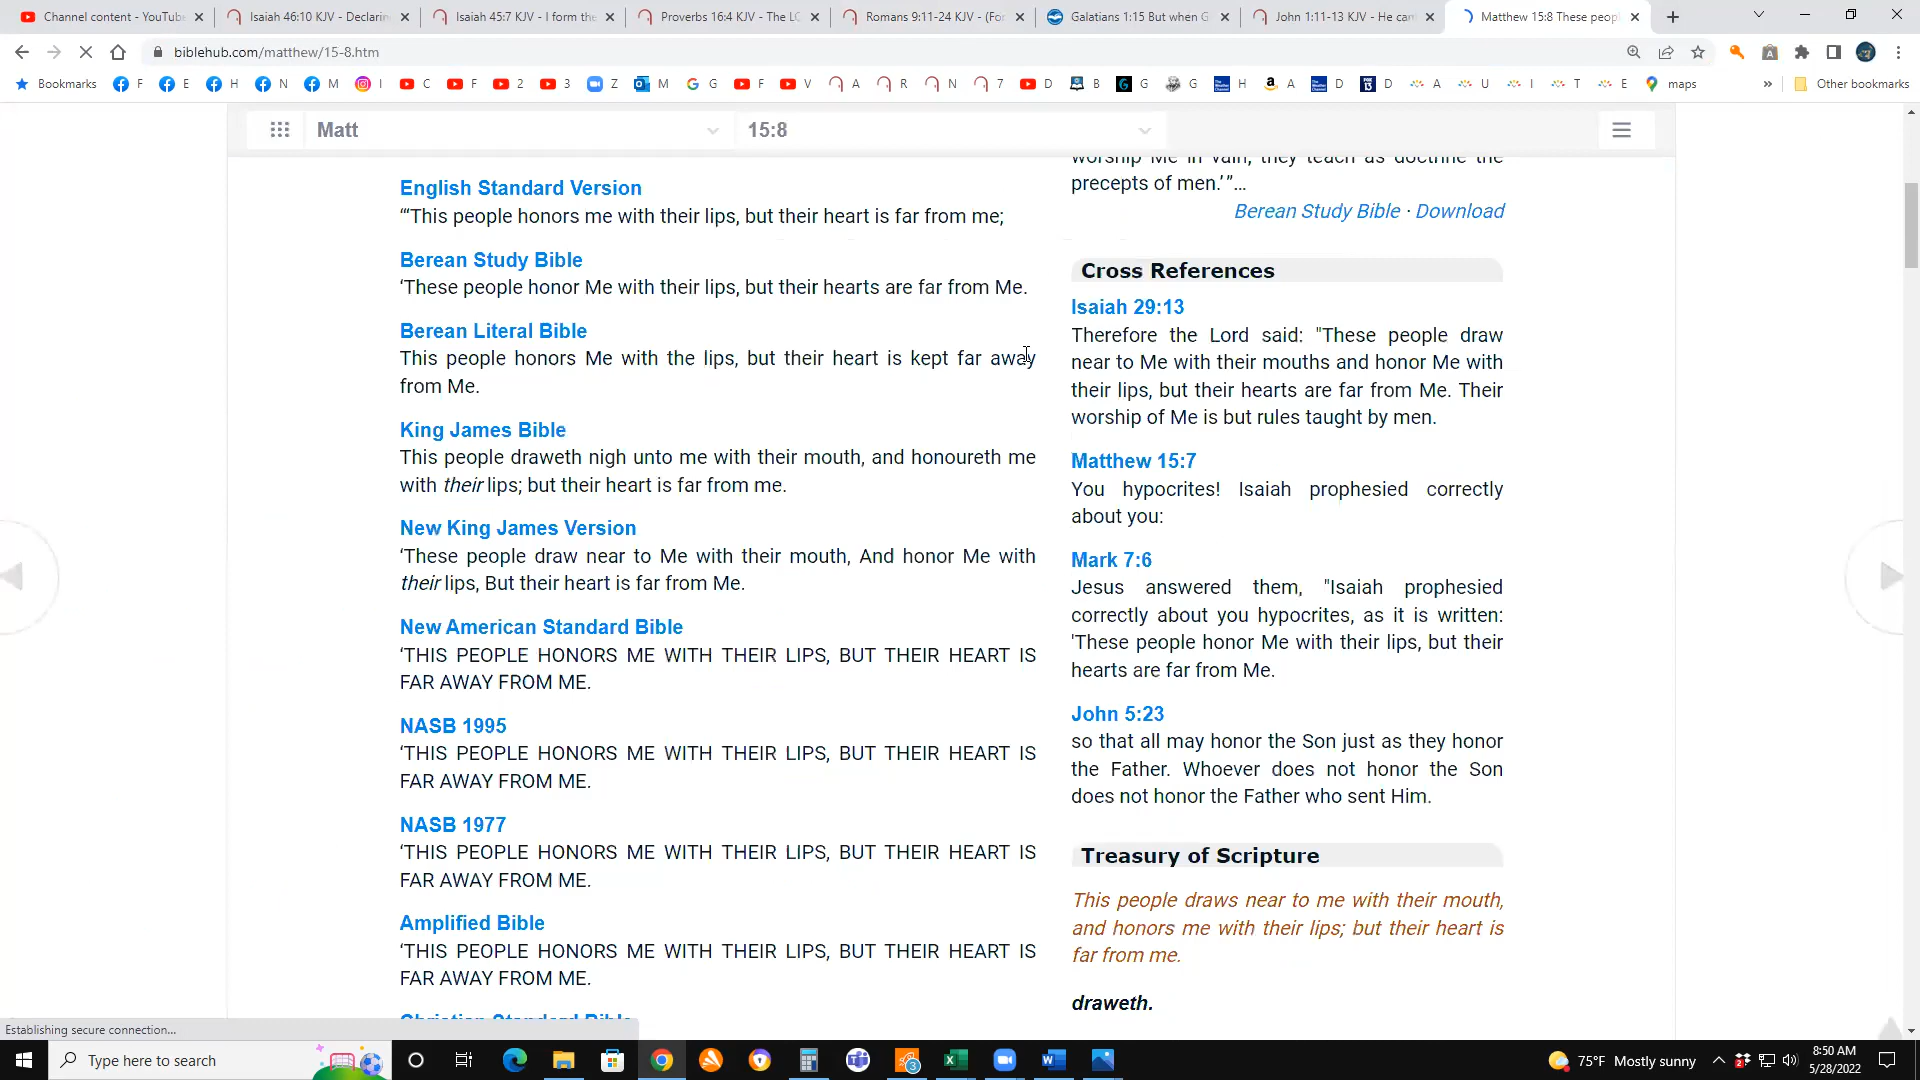 Channel content - YouTube
Isaiah 46:10 KJV - Declarin
Isaiah 45:7 KJV - I form the
Proverbs 16:4 KJV - The LO
Romans 9:11-24 KJV - (For
Galatians 1:15 But when G
John 1:11-13 KJV - He cam
Matthew 15:8 These peopl
biblehub.com/matthew/15-8.htm
Bookmarks F E H N M I C F 2 3 Z M G F V A R N 7 D B G G H A D D A U I T E maps » Other bookmarks
Matt
15:8
English Standard Version
“‘This people honors me with their lips, but their heart is far from me;
Berean Study Bible
‘These people honor Me with their lips, but their hearts are far from Me.
Berean Literal Bible
This people honors Me with the lips, but their heart is kept far away
from Me.
King James Bible
This people draweth nigh unto me with their mouth, and honoureth me
with their lips; but their heart is far from me.
New King James Version
‘These people draw near to Me with their mouth, And honor Me with
their lips, But their heart is far from Me.
New American Standard Bible
‘THIS PEOPLE HONORS ME WITH THEIR LIPS, BUT THEIR HEART IS
FAR AWAY FROM ME.
NASB 1995
‘THIS PEOPLE HONORS ME WITH THEIR LIPS, BUT THEIR HEART IS
FAR AWAY FROM ME.
NASB 1977
‘THIS PEOPLE HONORS ME WITH THEIR LIPS, BUT THEIR HEART IS
FAR AWAY FROM ME.
Amplified Bible
‘THIS PEOPLE HONORS ME WITH THEIR LIPS, BUT THEIR HEART IS
FAR AWAY FROM ME.
Christian Standard Bible
worship Me in vain; they teach as doctrine the
precepts of men.’ ”…
Berean Study Bible · Download
Cross References
Isaiah 29:13
Therefore the Lord said: "These people draw
near to Me with their mouths and honor Me with
their lips, but their hearts are far from Me. Their
worship of Me is but rules taught by men.
Matthew 15:7
You hypocrites! Isaiah prophesied correctly
about you:
Mark 7:6
Jesus answered them, "Isaiah prophesied
correctly about you hypocrites, as it is written:
'These people honor Me with their lips, but their
hearts are far from Me.
John 5:23
so that all may honor the Son just as they honor
the Father. Whoever does not honor the Son
does not honor the Father who sent Him.
Treasury of Scripture
This people draws near to me with their mouth,
and honors me with their lips; but their heart is
far from me.
draweth.
Establishing secure connection...
Type here to search
3
75°F Mostly sunny
8:50 AM
5/28/2022